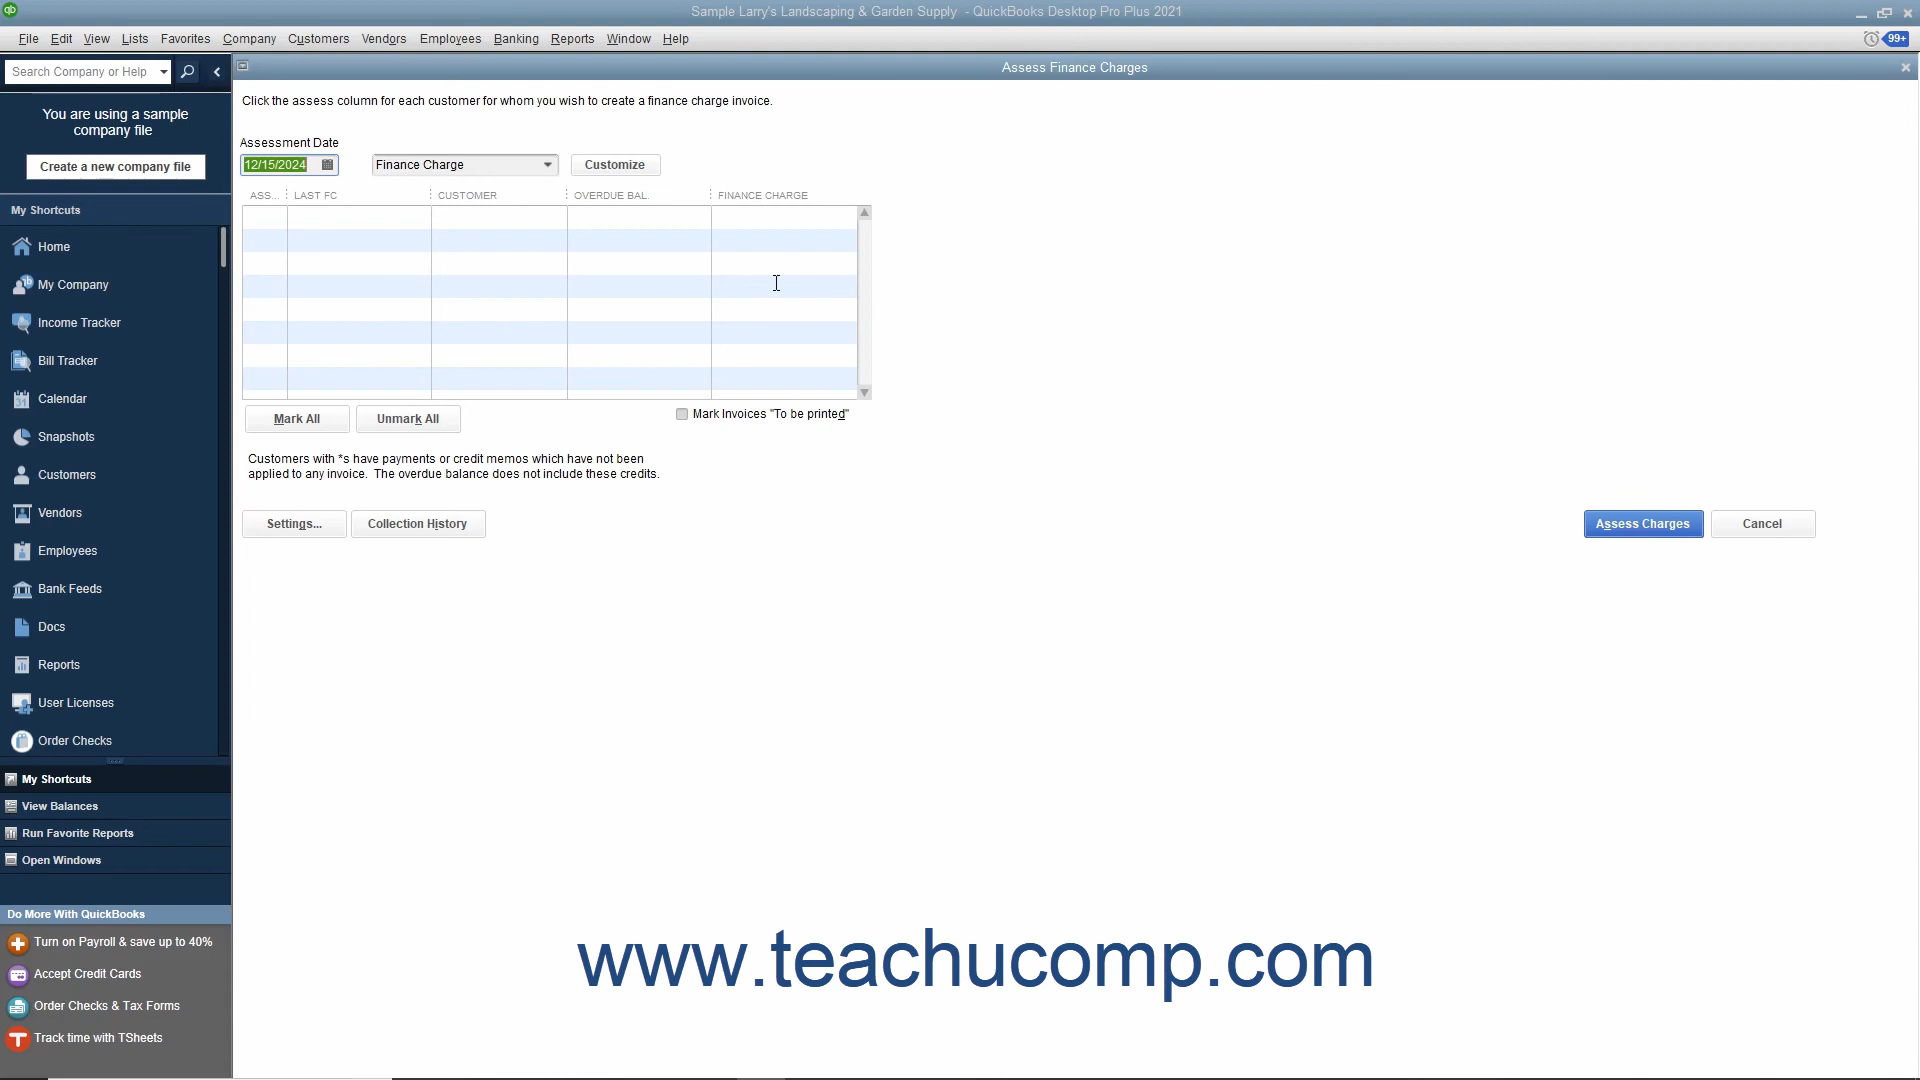 Sample Larry's Landscaping & Garden Supply - QuickBooks Desktop Pro Plus 2021
File Edit View Lists Favorites Company Customers Vendors Employees Banking Reports Window Help
99+
Search Company or Help
Assess Finance Charges
You are using a sample
company file
Create a new company file
My Shortcuts
Home
My Company
Income Tracker
Bill Tracker
Calendar
Snapshots
Customers
Vendors
Employees
Bank Feeds
Docs
Reports
User Licenses
Order Checks
My Shortcuts
View Balances
Run Favorite Reports
Open Windows
Do More With QuickBooks
Turn on Payroll & save up to 40%
Accept Credit Cards
Order Checks & Tax Forms
Track time with TSheets
Click the assess column for each customer for whom you wish to create a finance charge invoice.
Assessment Date
12/15/2024 Finance Charge Customize
ASS... LAST FC CUSTOMER OVERDUE BAL. FINANCE CHARGE
Mark All Unmark All Mark Invoices "To be printed"
Customers with *s have payments or credit memos which have not been
applied to any invoice. The overdue balance does not include these credits.
Settings... Collection History Assess Charges Cancel
www.teachucomp.com